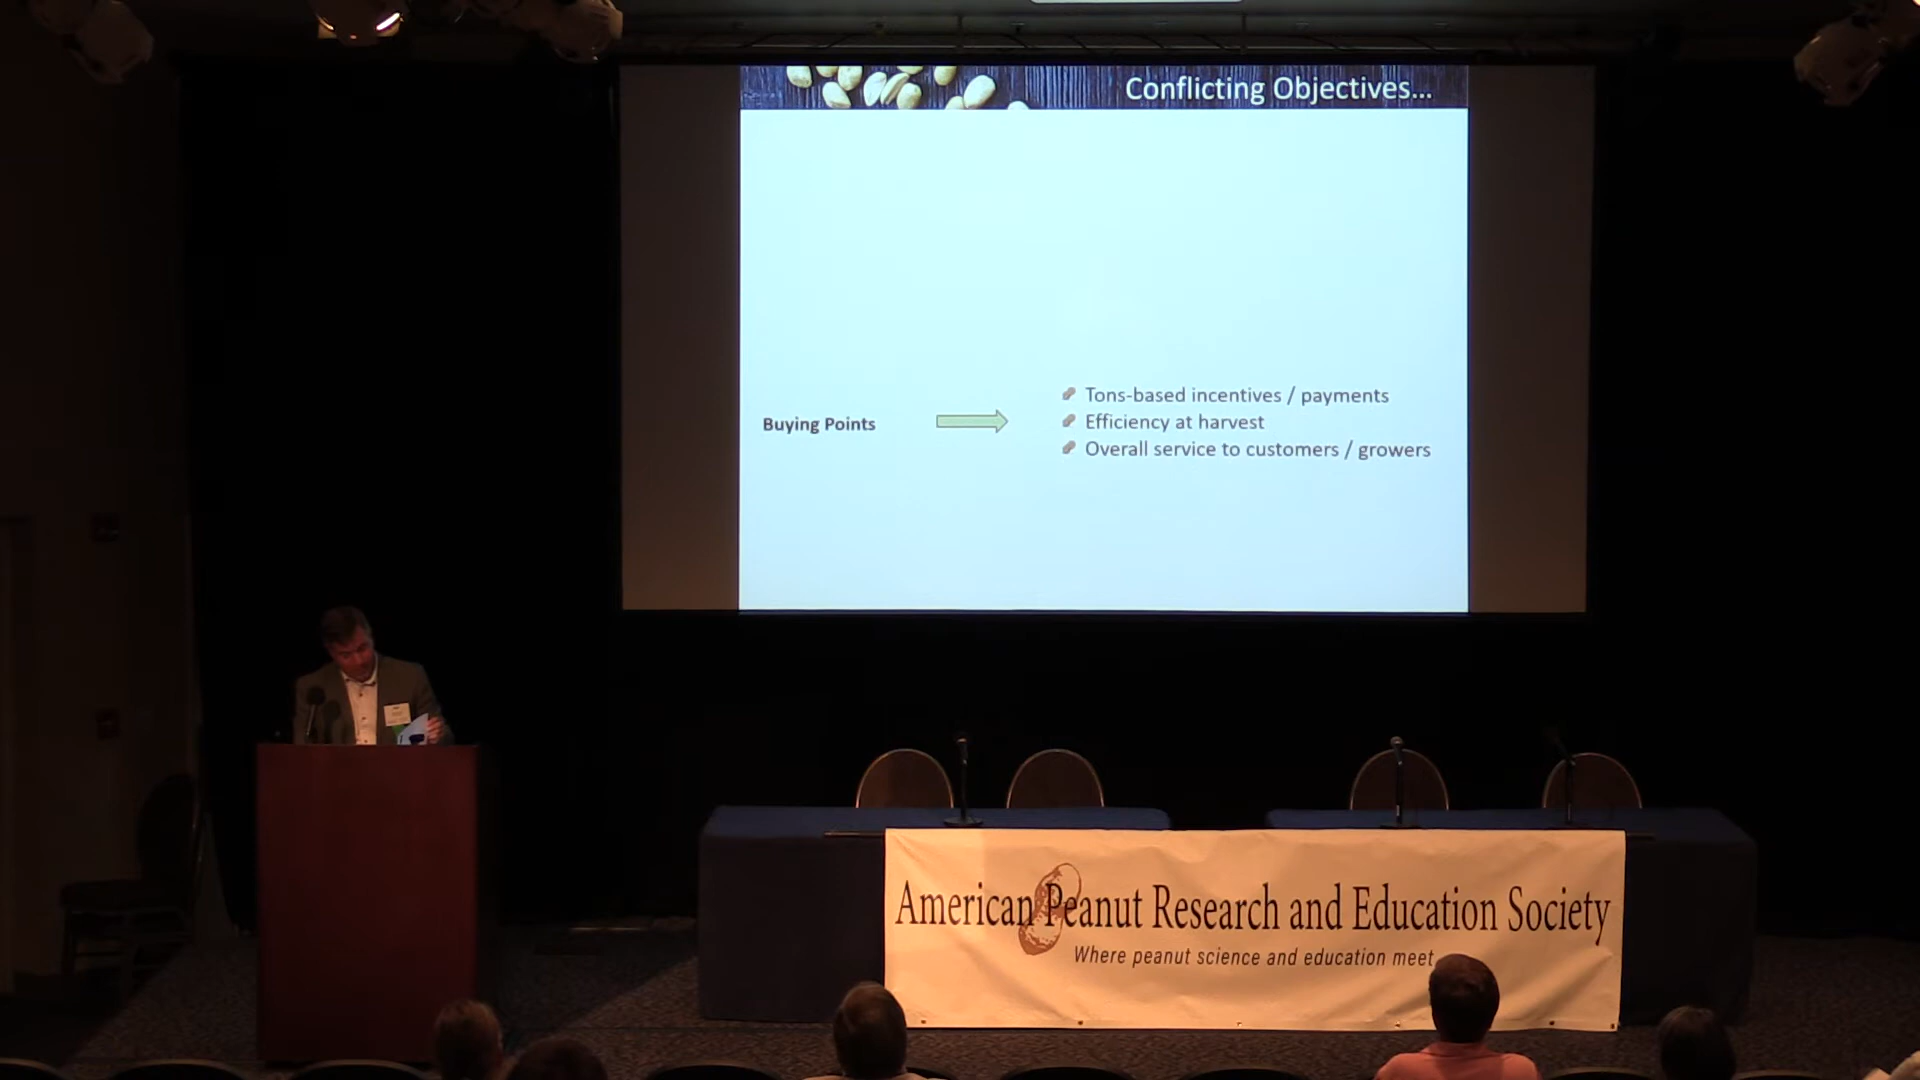 Conflicting Objectives...
Buying Points
Tons-based incentives / payments
Efficiency at harvest
Overall service to customers / growers
American Peanut Research and Education Society
Where peanut science and education meet